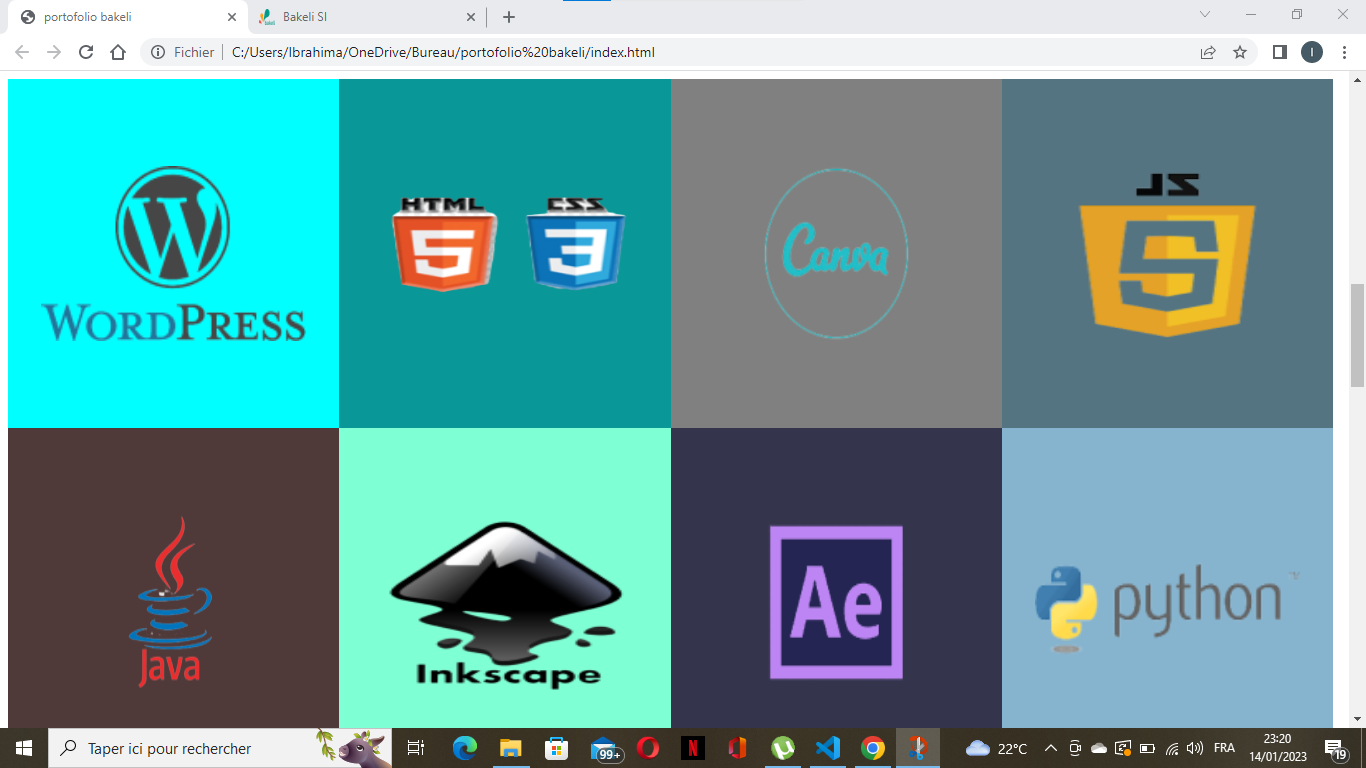 portofolio bakeli
Bakeli SI
Fichier
C:/Users/Ibrahima/OneDrive/Bureau/portofolio%20bakeli/index.html
I
W
WORDPRESS
HTML
5
CSS
3
Canva
JS
5
Java
Inkscape
Ae
python
Taper ici pour rechercher
99+
N
22°C
FRA
23:20
14/01/2023
19